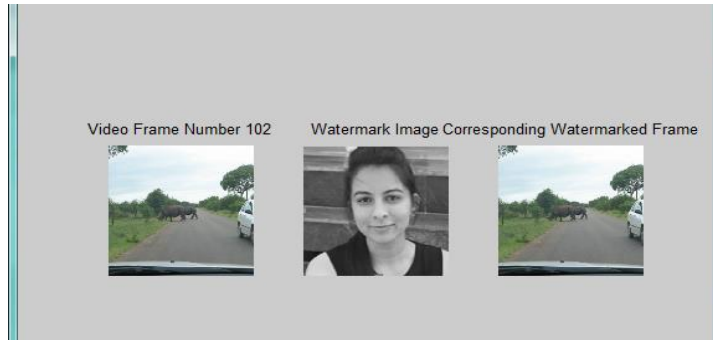 Video Frame Number 102
Watermark Image
Corresponding Watermarked Frame